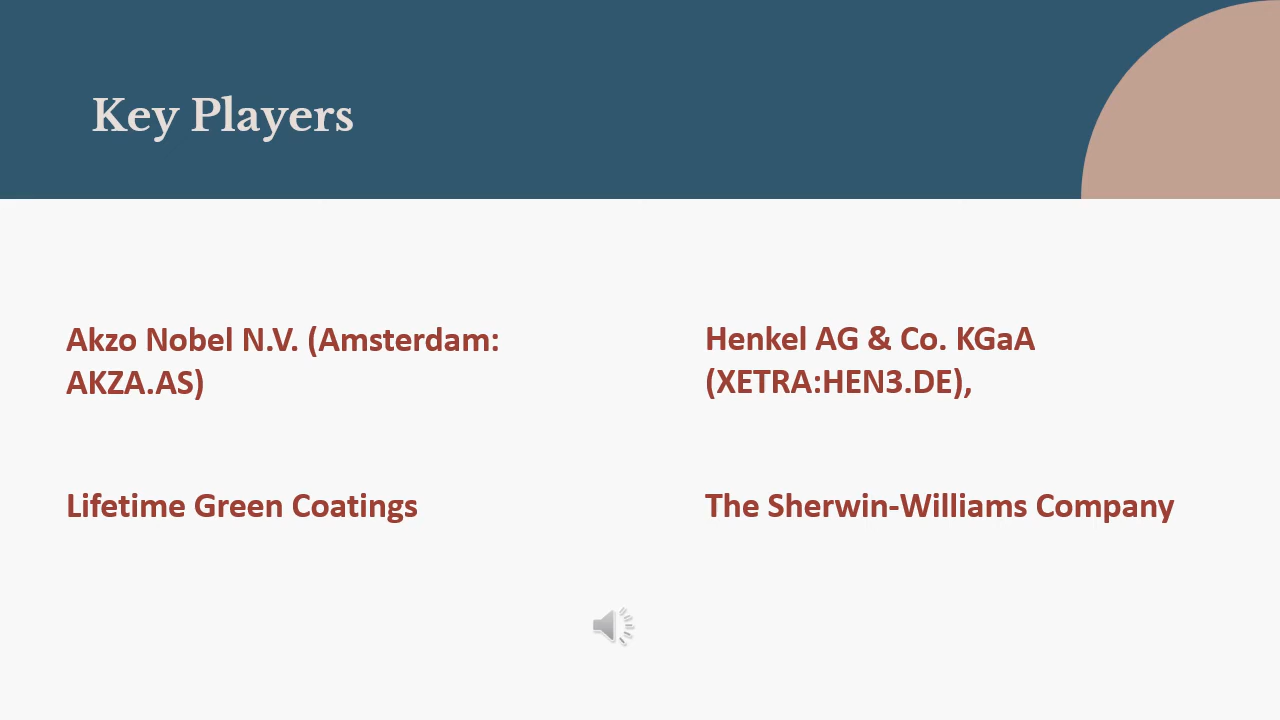 Key Players
Akzo Nobel N.V. (Amsterdam:
AKZA.AS)
Henkel AG & Co. KGaA
(XETRA:HEN3.DE),
Lifetime Green Coatings
The Sherwin-Williams Company